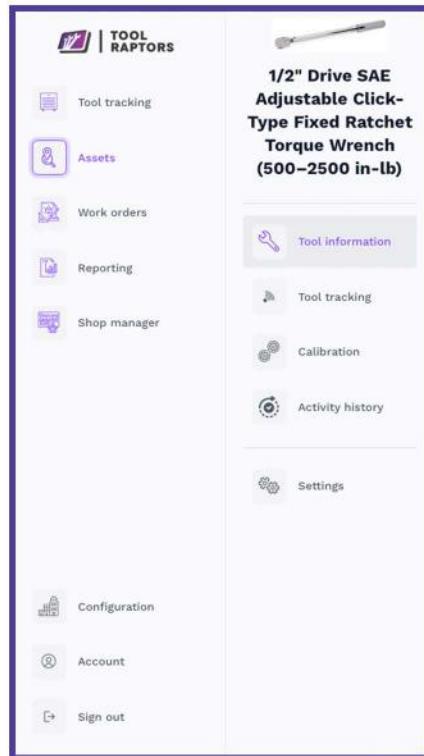 TOOL
RAPTORS
Tool tracking
Assets
Work orders
Reporting
Shop manager
Configuration
Account
Sign out
1/2" Drive SAE
Adjustable Click-
Type Fixed Ratchet
Torque Wrench
(500–2500 in-lb)
Tool information
Tool tracking
Calibration
Activity history
Settings